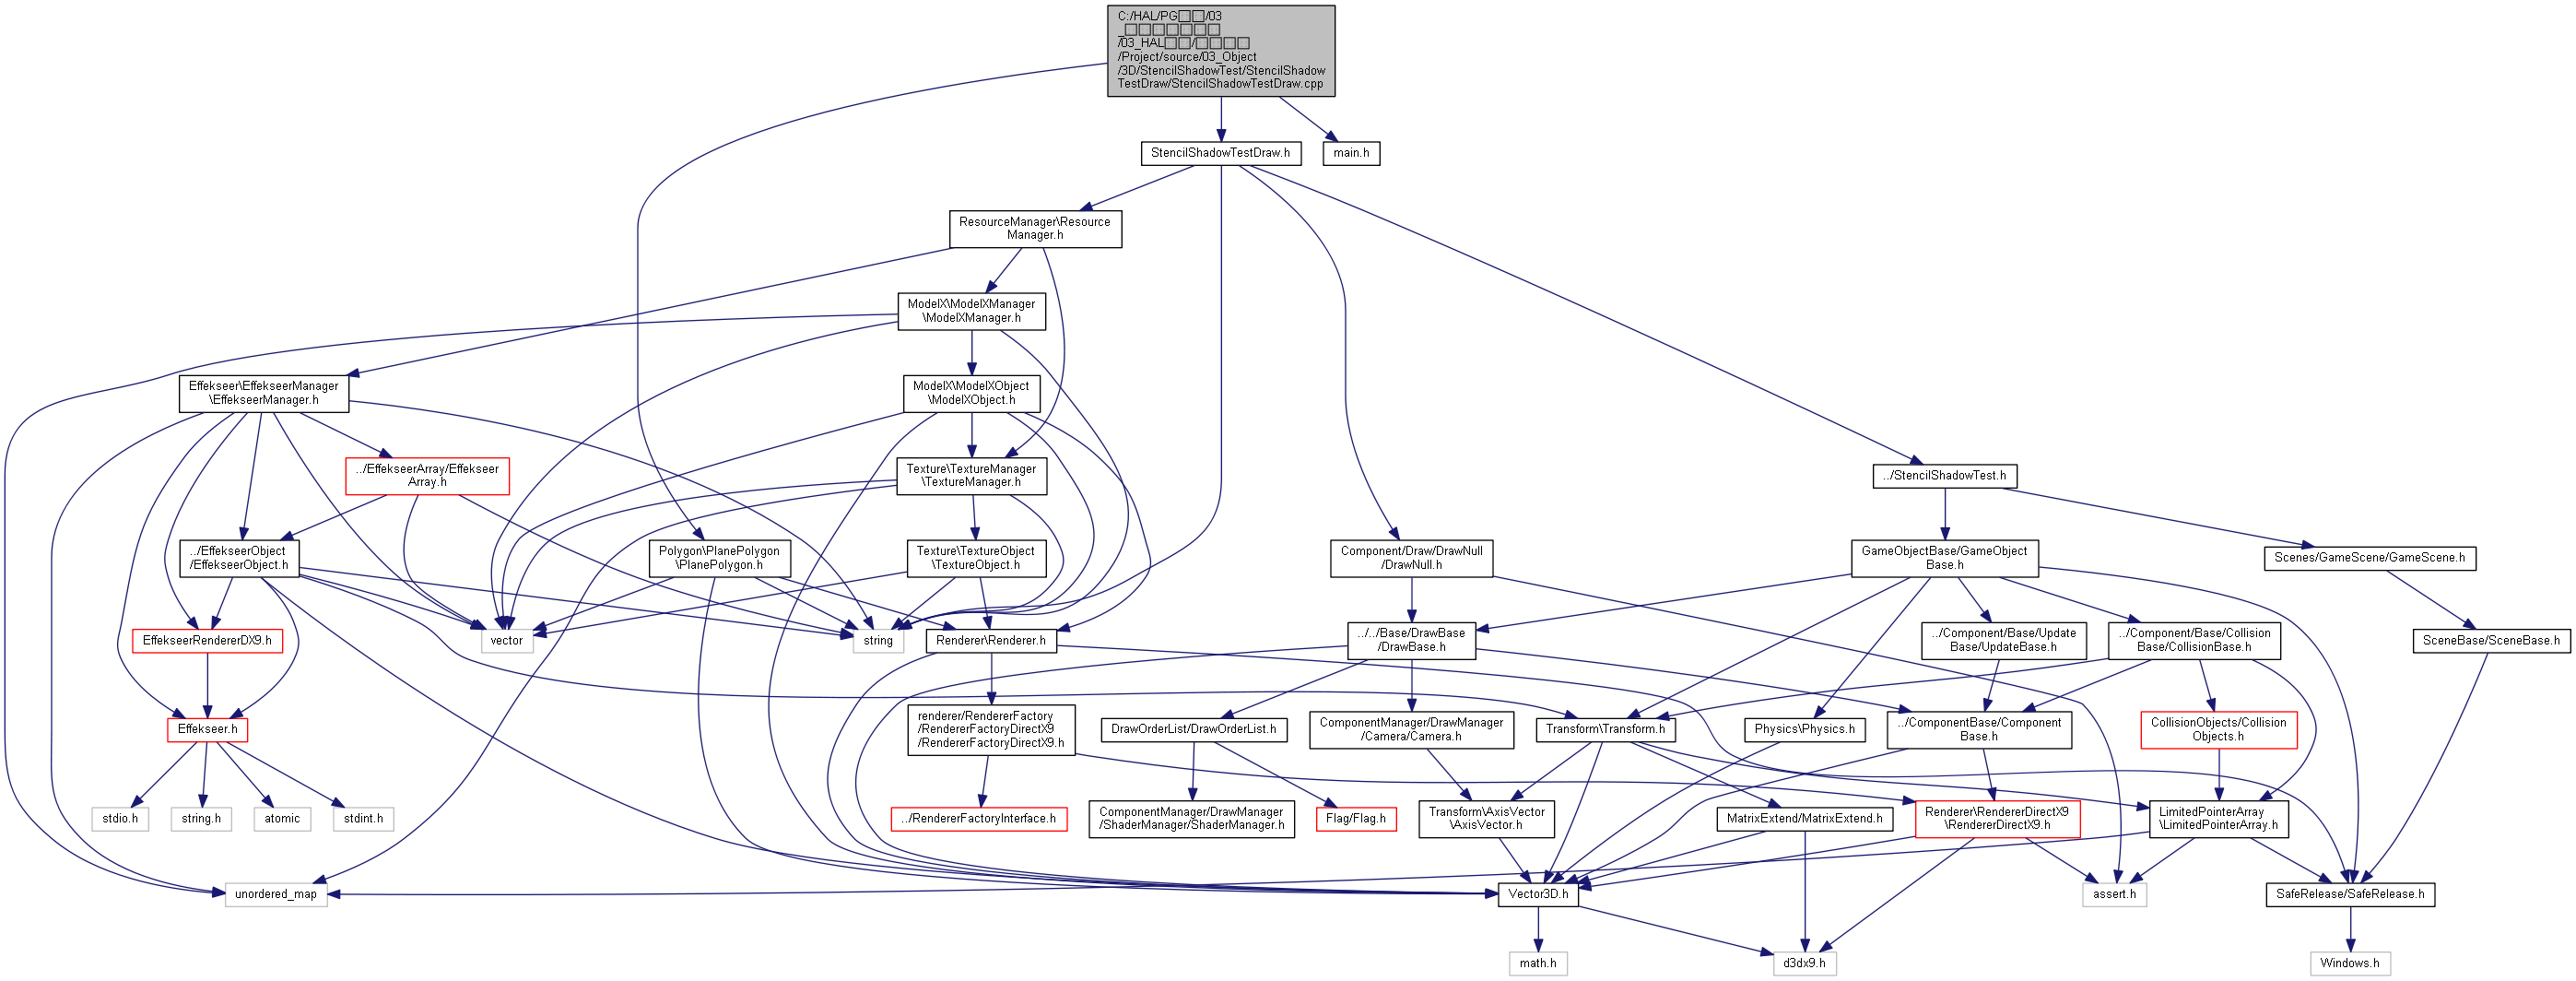 C:/HAL/PG□□/03
_□□□□□□□
/03_HAL□□/□□□□
/Project/source/03_Object
/3D/StencilShadowTest/StencilShadow
TestDraw/StencilShadowTestDraw.cpp
StencilShadowTestDraw.h
main.h
ResourceManager\Resource
Manager.h
ModelX\ModelXManager
\ModelXManager.h
Effekseer\EffekseerManager
\EffekseerManager.h
ModelX\ModelXObject
\ModelXObject.h
../EffekseerArray/Effekseer
Array.h
Texture\TextureManager
\TextureManager.h
../StencilShadowTest.h
../EffekseerObject
/EffekseerObject.h
Polygon\PlanePolygon
\PlanePolygon.h
Texture\TextureObject
\TextureObject.h
Component/Draw/DrawNull
/DrawNull.h
GameObjectBase/GameObject
Base.h
Scenes/GameScene/GameScene.h
EffekseerRendererDX9.h
vector
string
Renderer\Renderer.h
../../Base/DrawBase
/DrawBase.h
../Component/Base/Update
Base/UpdateBase.h
../Component/Base/Collision
Base/CollisionBase.h
SceneBase/SceneBase.h
Effekseer.h
renderer/RendererFactory
/RendererFactoryDirectX9
/RendererFactoryDirectX9.h
DrawOrderList/DrawOrderList.h
ComponentManager/DrawManager
/Camera/Camera.h
Transform\Transform.h
Physics\Physics.h
../ComponentBase/Component
Base.h
CollisionObjects/Collision
Objects.h
stdio.h
string.h
atomic
stdint.h
../RendererFactoryInterface.h
ComponentManager/DrawManager
/ShaderManager/ShaderManager.h
Flag/Flag.h
Transform\AxisVector
\AxisVector.h
MatrixExtend/MatrixExtend.h
Renderer\RendererDirectX9
\RendererDirectX9.h
LimitedPointerArray
\LimitedPointerArray.h
unordered_map
Vector3D.h
assert.h
SafeRelease/SafeRelease.h
math.h
d3dx9.h
Windows.h